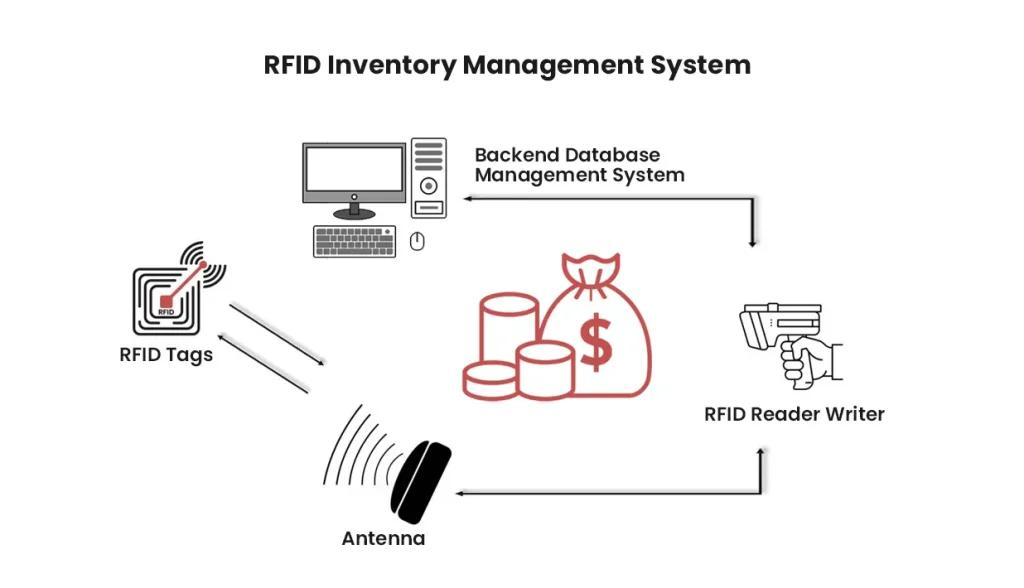 RFID Inventory Management System
Backend Database
Management System
RFID
RFID Tags
$
RFID Reader Writer
Antenna